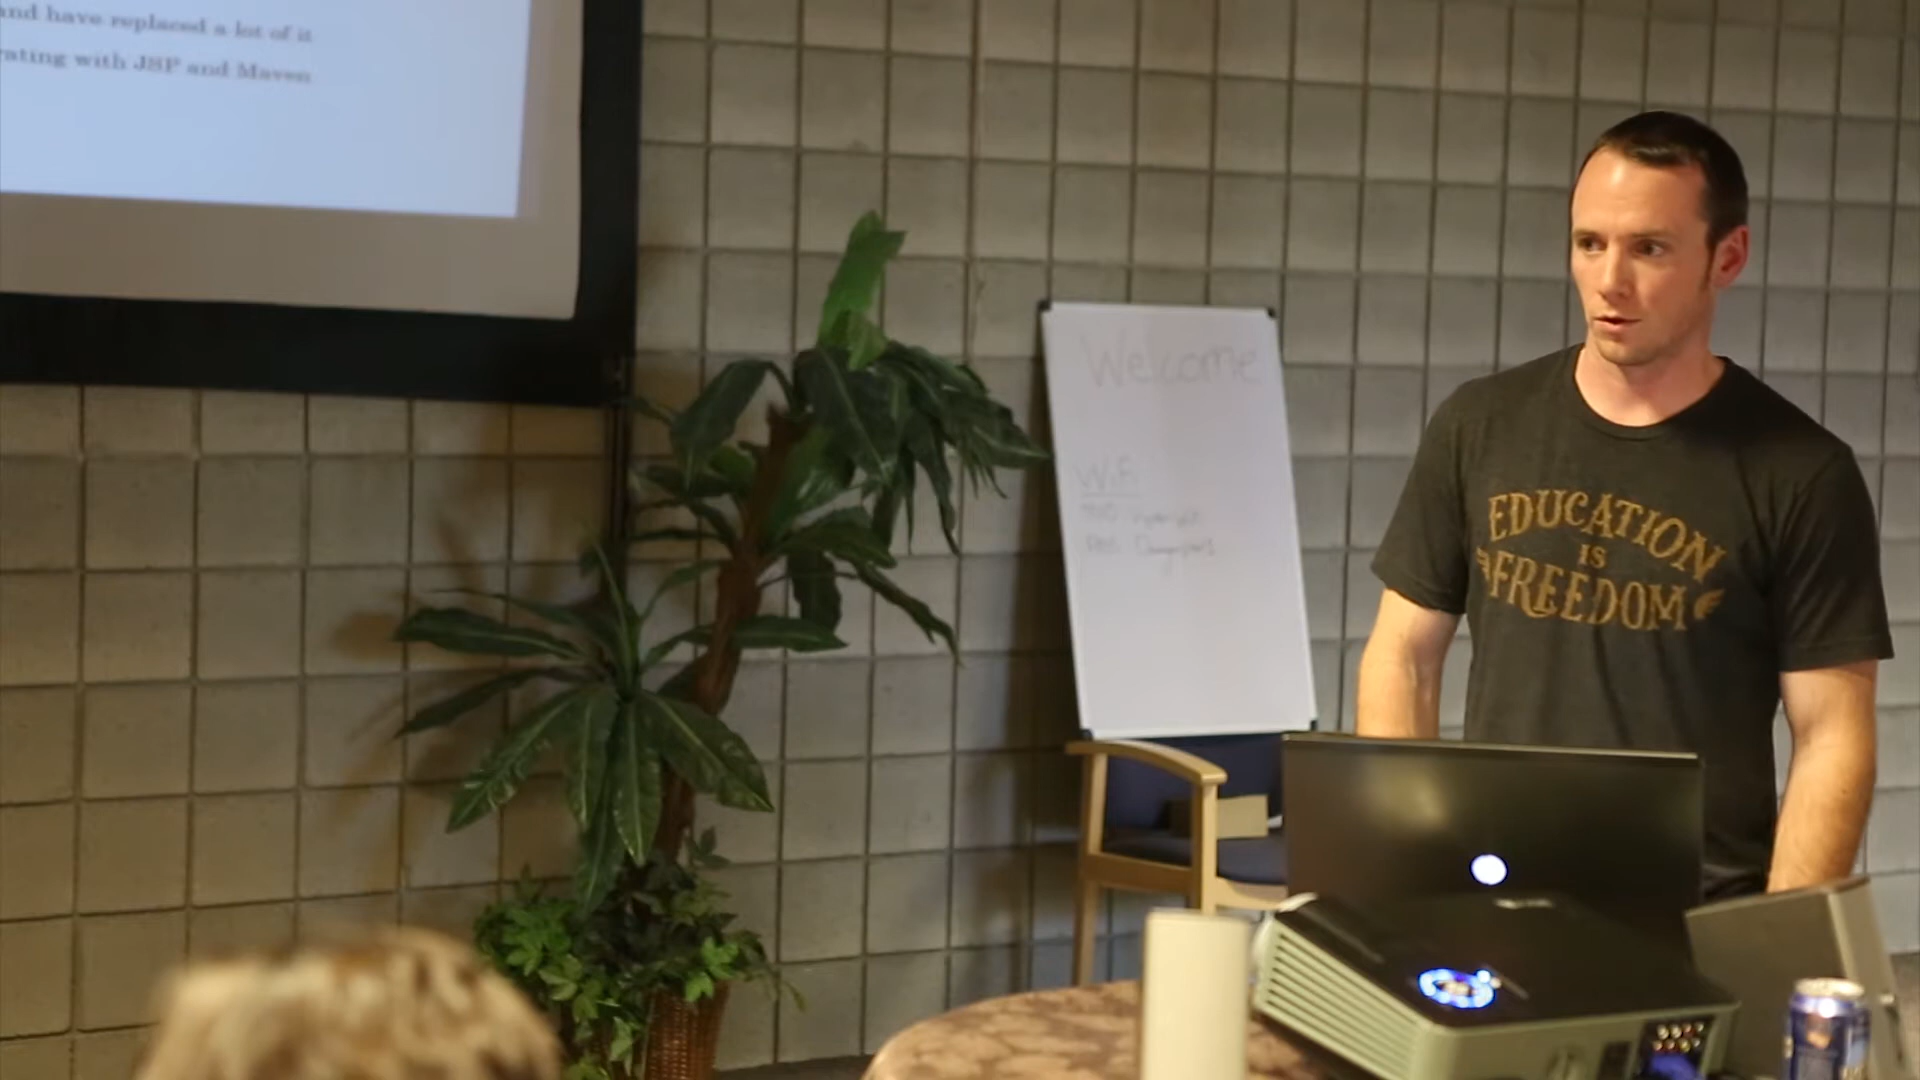 and have replaced a lot of it
rating with JSP and Maven
Welcome
Wifi
EDUCATION
IS
FREEDOM